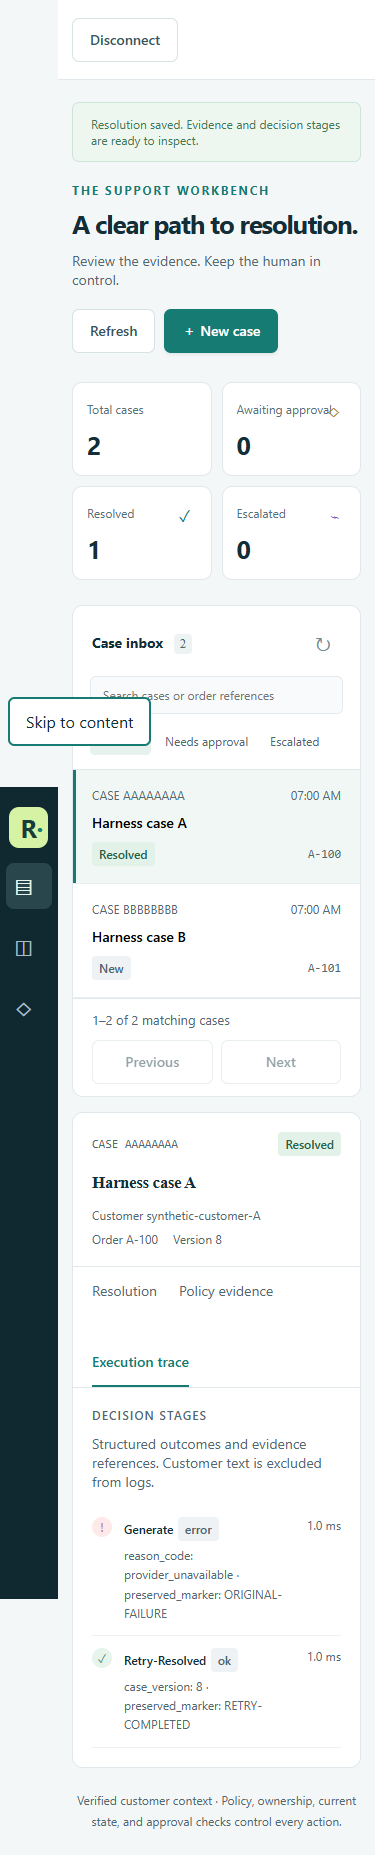 Disconnect
Resolution saved. Evidence and decision stages
are ready to inspect.
THE SUPPORT WORKBENCH
A clear path to resolution.
Review the evidence. Keep the human in
control.
Refresh
+ New case
Total cases
2
Awaiting approval
0
Resolved
1
Escalated
0
Case inbox 2
Search cases or order references
Skip to content
Needs approval
Escalated
CASE AAAAAAAA 07:00 AM
Harness case A
Resolved A-100
CASE BBBBBBBB 07:00 AM
Harness case B
New A-101
1–2 of 2 matching cases
Previous
Next
R
CASE AAAAAAAA Resolved
Harness case A
Customer synthetic-customer-A
Order A-100 Version 8
Resolution
Policy evidence
Execution trace
DECISION STAGES
Structured outcomes and evidence
references. Customer text is excluded
from logs.
! Generate error 1.0 ms
reason_code:
provider_unavailable ·
preserved_marker: ORIGINAL-
FAILURE
✓ Retry-Resolved ok 1.0 ms
case_version: 8 ·
preserved_marker: RETRY-
COMPLETED
Verified customer context · Policy, ownership, current
state, and approval checks control every action.